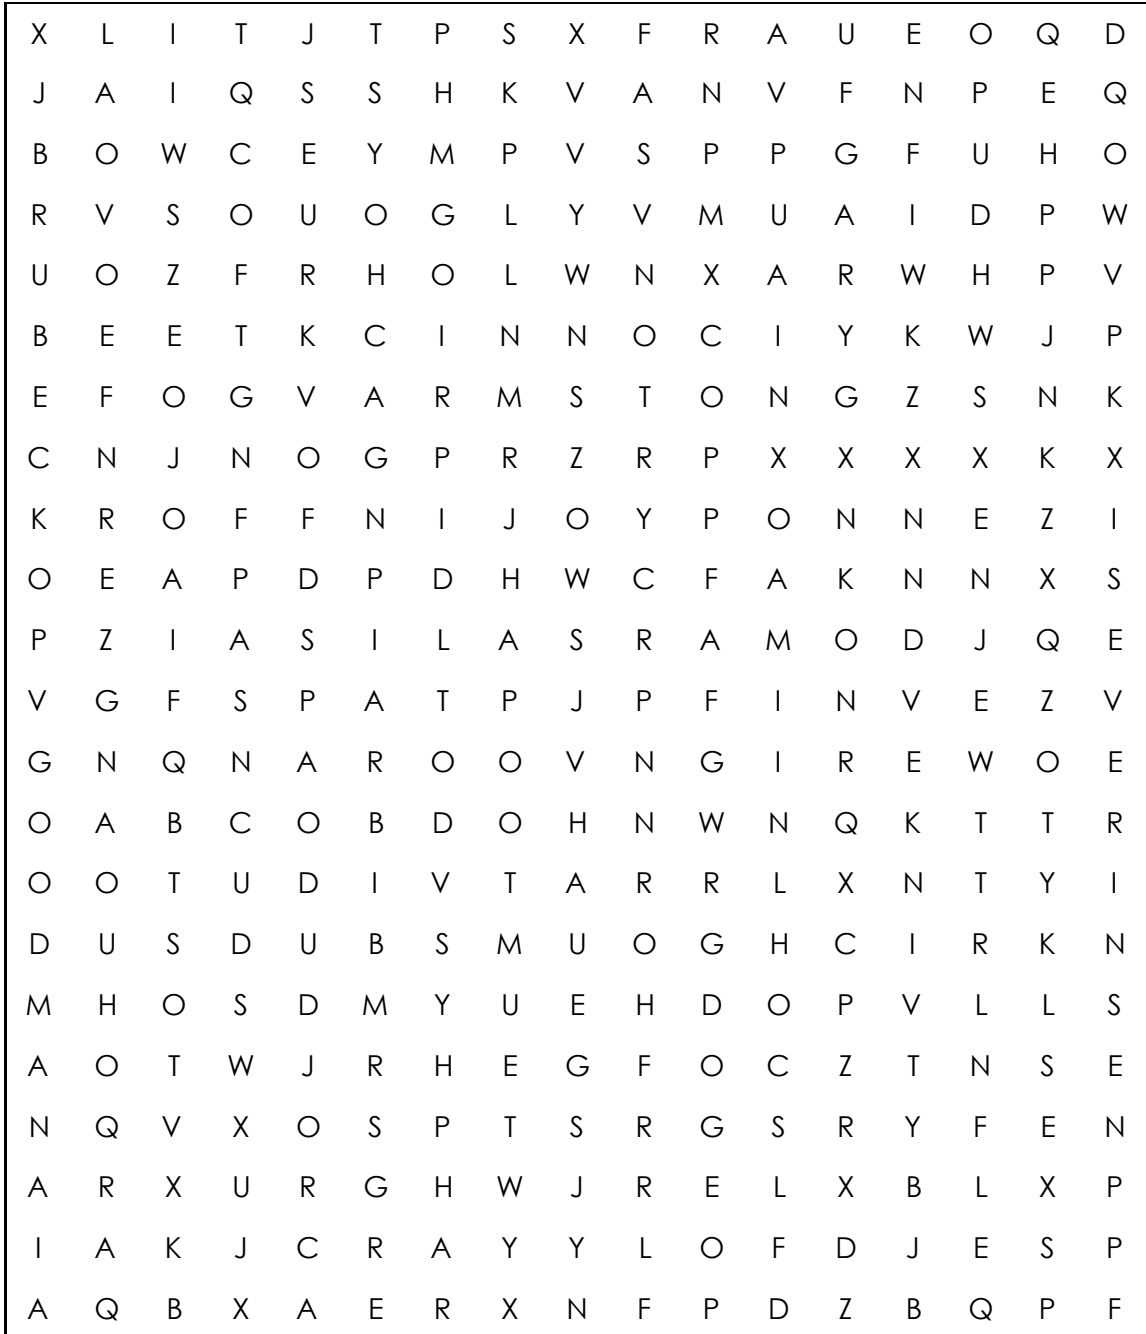 X L I T J T P S X F R A U E O Q D
J A I Q S S H K V A N V F N P E Q
B O W C E Y M P V S P P G F U H O
R V S O U O G L Y V M U A I D P W
U O Z F R H O L W N X A R W H P V
B E E T K C I N N O C I Y K W J P
E F O G V A R M S T O N G Z S N K
C N J N O G P R Z R P X X X X K X
K R O F F N I J O Y P O N N E Z I
O E A P D P D H W C F A K N N X S
P Z I A S I L A S R A M O D J Q E
V G F S P A T P J P F I N V E Z V
G N Q N A R O O V N G I R E W O E
O A B C O B D O H N W N Q K T T R
O O T U D I V T A R R L X N T Y I
D U S D U B S M U O G H C I R K N
M H O S D M Y U E H D O P V L L S
A O T W J R H E G F O C Z T N S E
N Q V X O S P T S R G S R Y F E N
A R X U R G H W J R E L X B L X P
I A K J C R A Y Y L O F D J E S P
A Q B X A E R X N F P D Z B Q P F